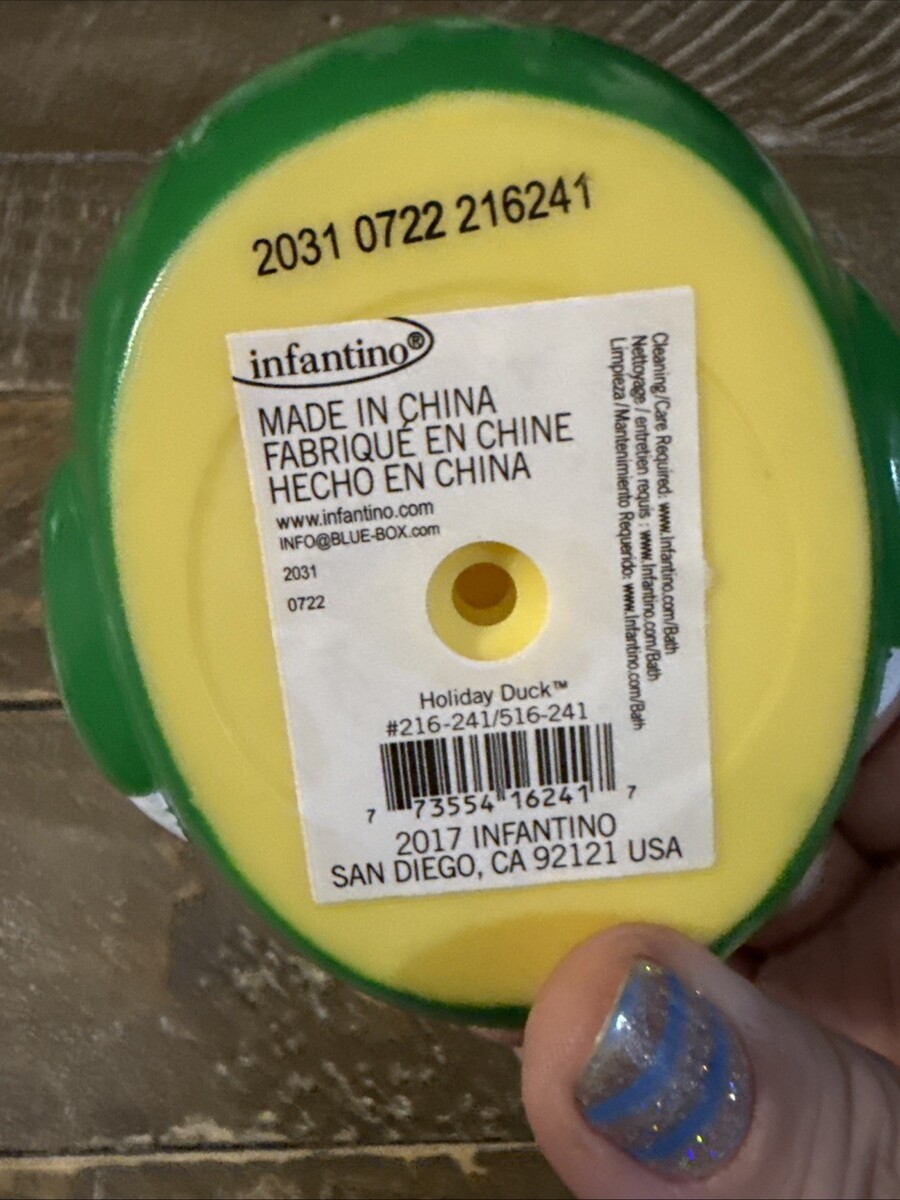 2031 0722 216241
infantino®
MADE IN CHINA
FABRIQUÉ EN CHINE
HECHO EN CHINA
www.infantino.com
INFO@BLUE-BOX.com
2031
0722
Cleaning/Care Required: www.Infantino.com/Bath
Nettoyage / entretien requis : www.Infantino.com/Bath
Limpieza /Mantenimiento Requerido: www.Infantino.com/Bath
Holiday Duck™
#216-241/516-241
7 73554 16241 7
2017 INFANTINO
SAN DIEGO, CA 92121 USA